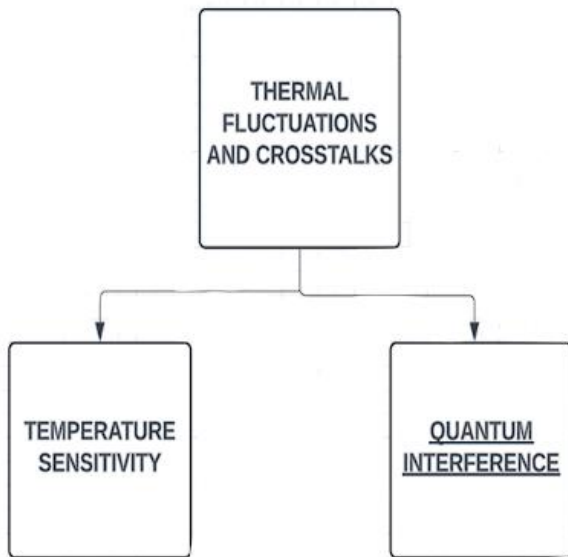 THERMAL
FLUCTUATIONS
AND CROSSTALKS
TEMPERATURE
SENSITIVITY
QUANTUM
INTERFERENCE